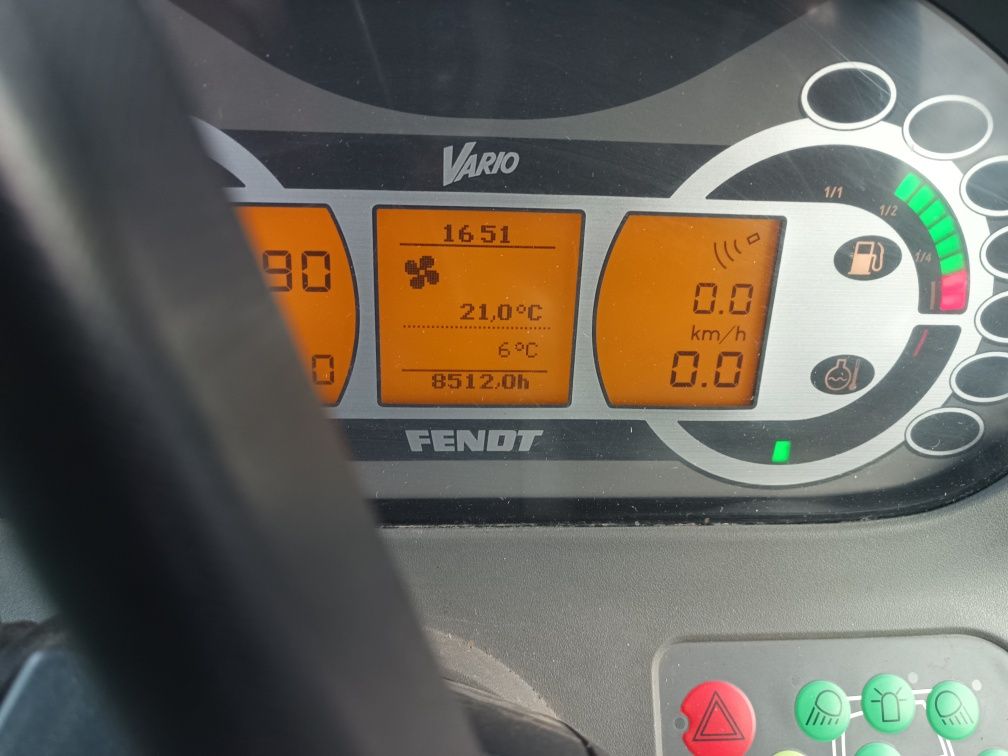 VARIO
16 51
21,0°C
6°C
8512,0h
90
0
0.0
km/h
0.0
1/1
1/2
1/4
FENDT